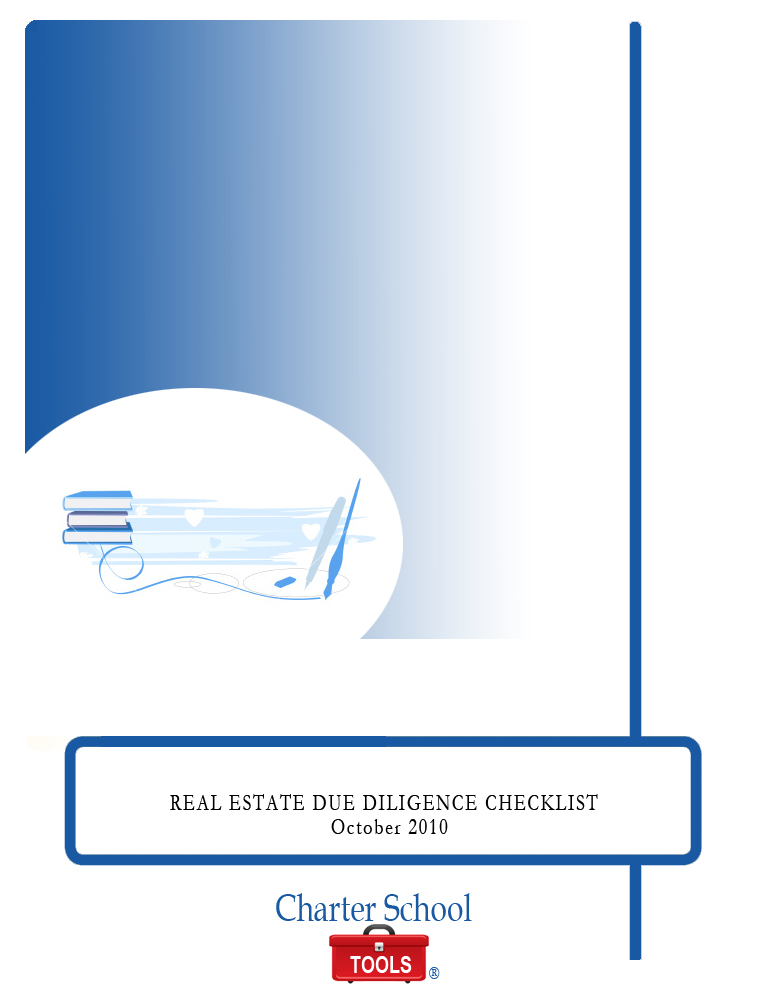 REAL ESTATE DUE DILIGENCE CHECKLIST
October 2010
Charter School
TOOLS ®